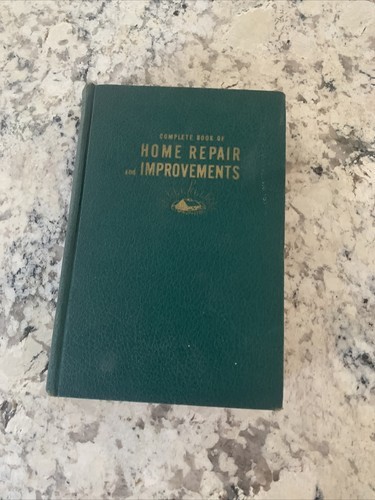 COMPLETE BOOK OF
HOME REPAIR
AND IMPROVEMENTS